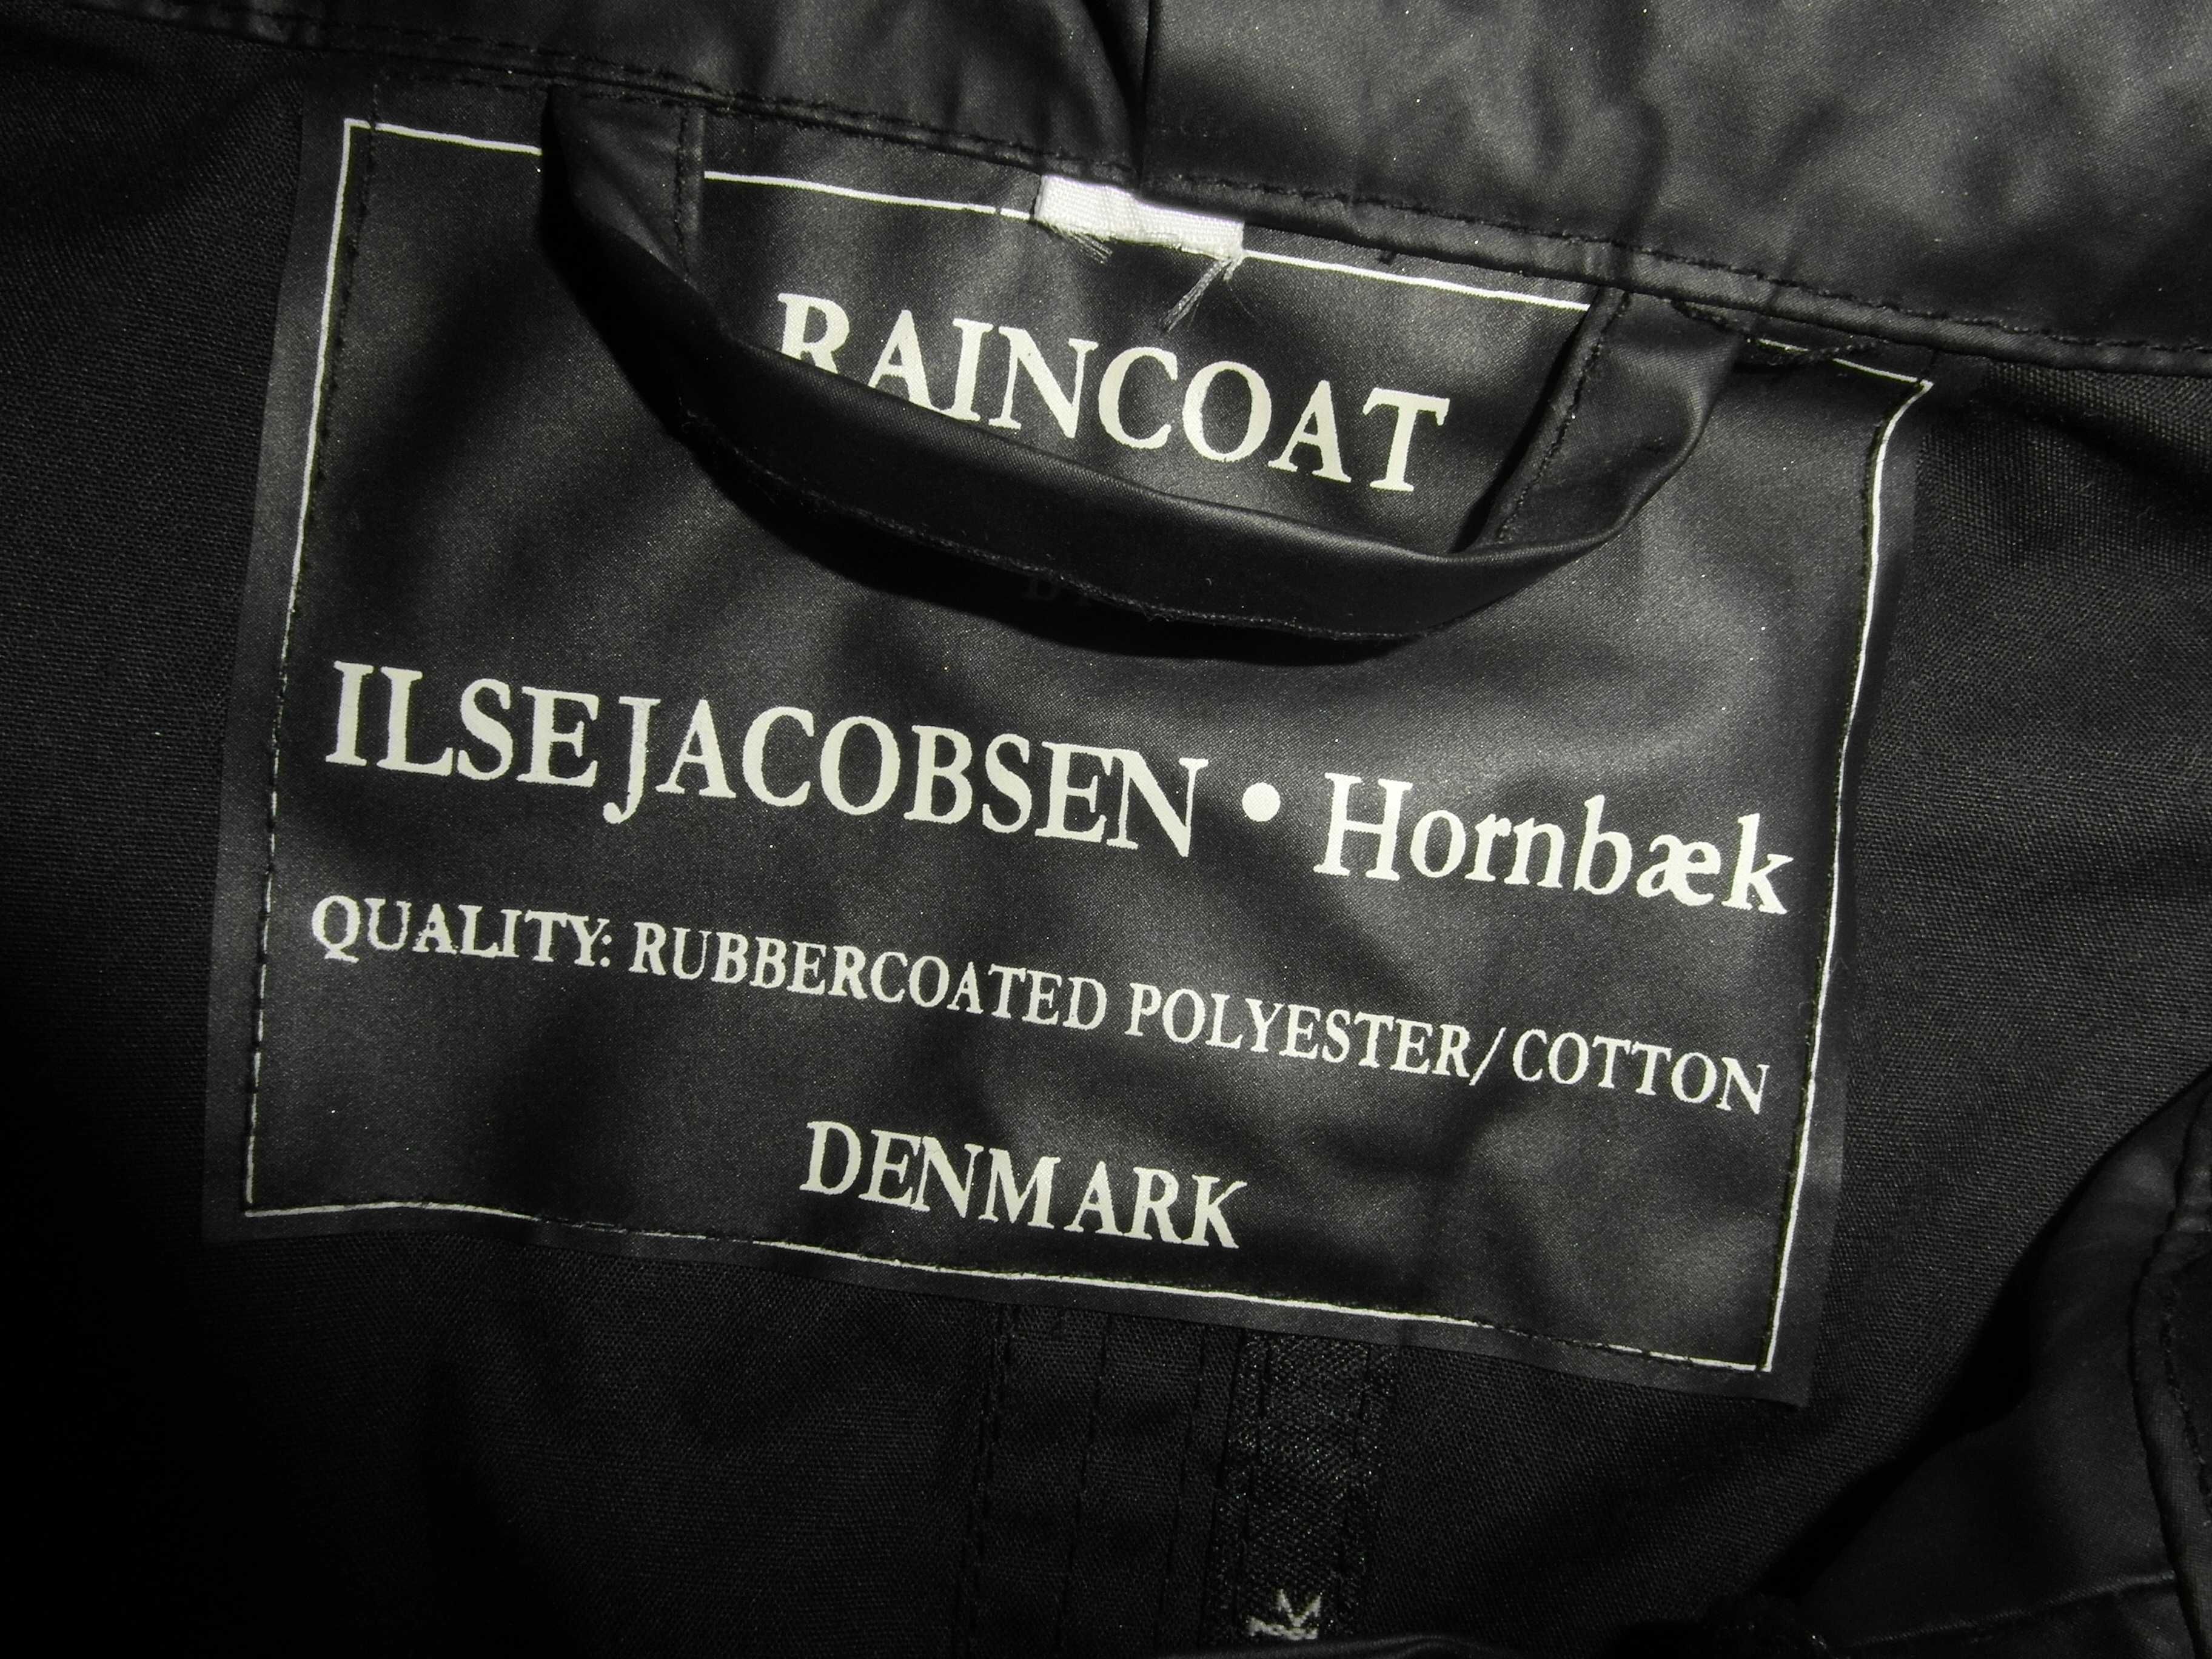 RAINCOAT
ILSE JACOBSEN • Hornbæk
QUALITY: RUBBERCOATED POLYESTER/COTTON
DENMARK